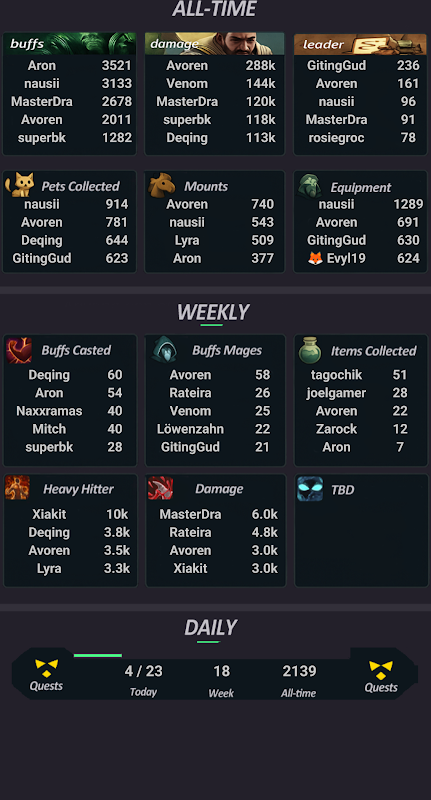 ALL-TIME
buffs
Aron 3521
nausii 3133
MasterDra 2678
Avoren 2011
superbk 1282
damage
Avoren 288k
Venom 144k
MasterDra 120k
superbk 118k
Deqing 113k
leader
GitingGud 236
Avoren 161
nausii 96
MasterDra 91
rosiegroc 78
Pets Collected
nausii 914
Avoren 781
Deqing 644
GitingGud 623
Mounts
Avoren 740
nausii 543
Lyra 509
Aron 377
Equipment
nausii 1289
Avoren 691
GitingGud 630
🦊 Evyl19 624
WEEKLY
Buffs Casted
Deqing 60
Aron 54
Naxxramas 40
Mitch 40
superbk 28
Buffs Mages
Avoren 58
Rateira 26
Venom 25
Löwenzahn 22
GitingGud 21
Items Collected
tagochik 51
joelgamer 28
Avoren 22
Zarock 12
Aron 7
Heavy Hitter
Xiakit 10k
Deqing 3.8k
Avoren 3.5k
Lyra 3.3k
Damage
MasterDra 6.0k
Rateira 4.8k
Avoren 3.0k
Xiakit 3.0k
TBD
DAILY
Quests
4 / 23
Today
18
Week
2139
All-time
Quests